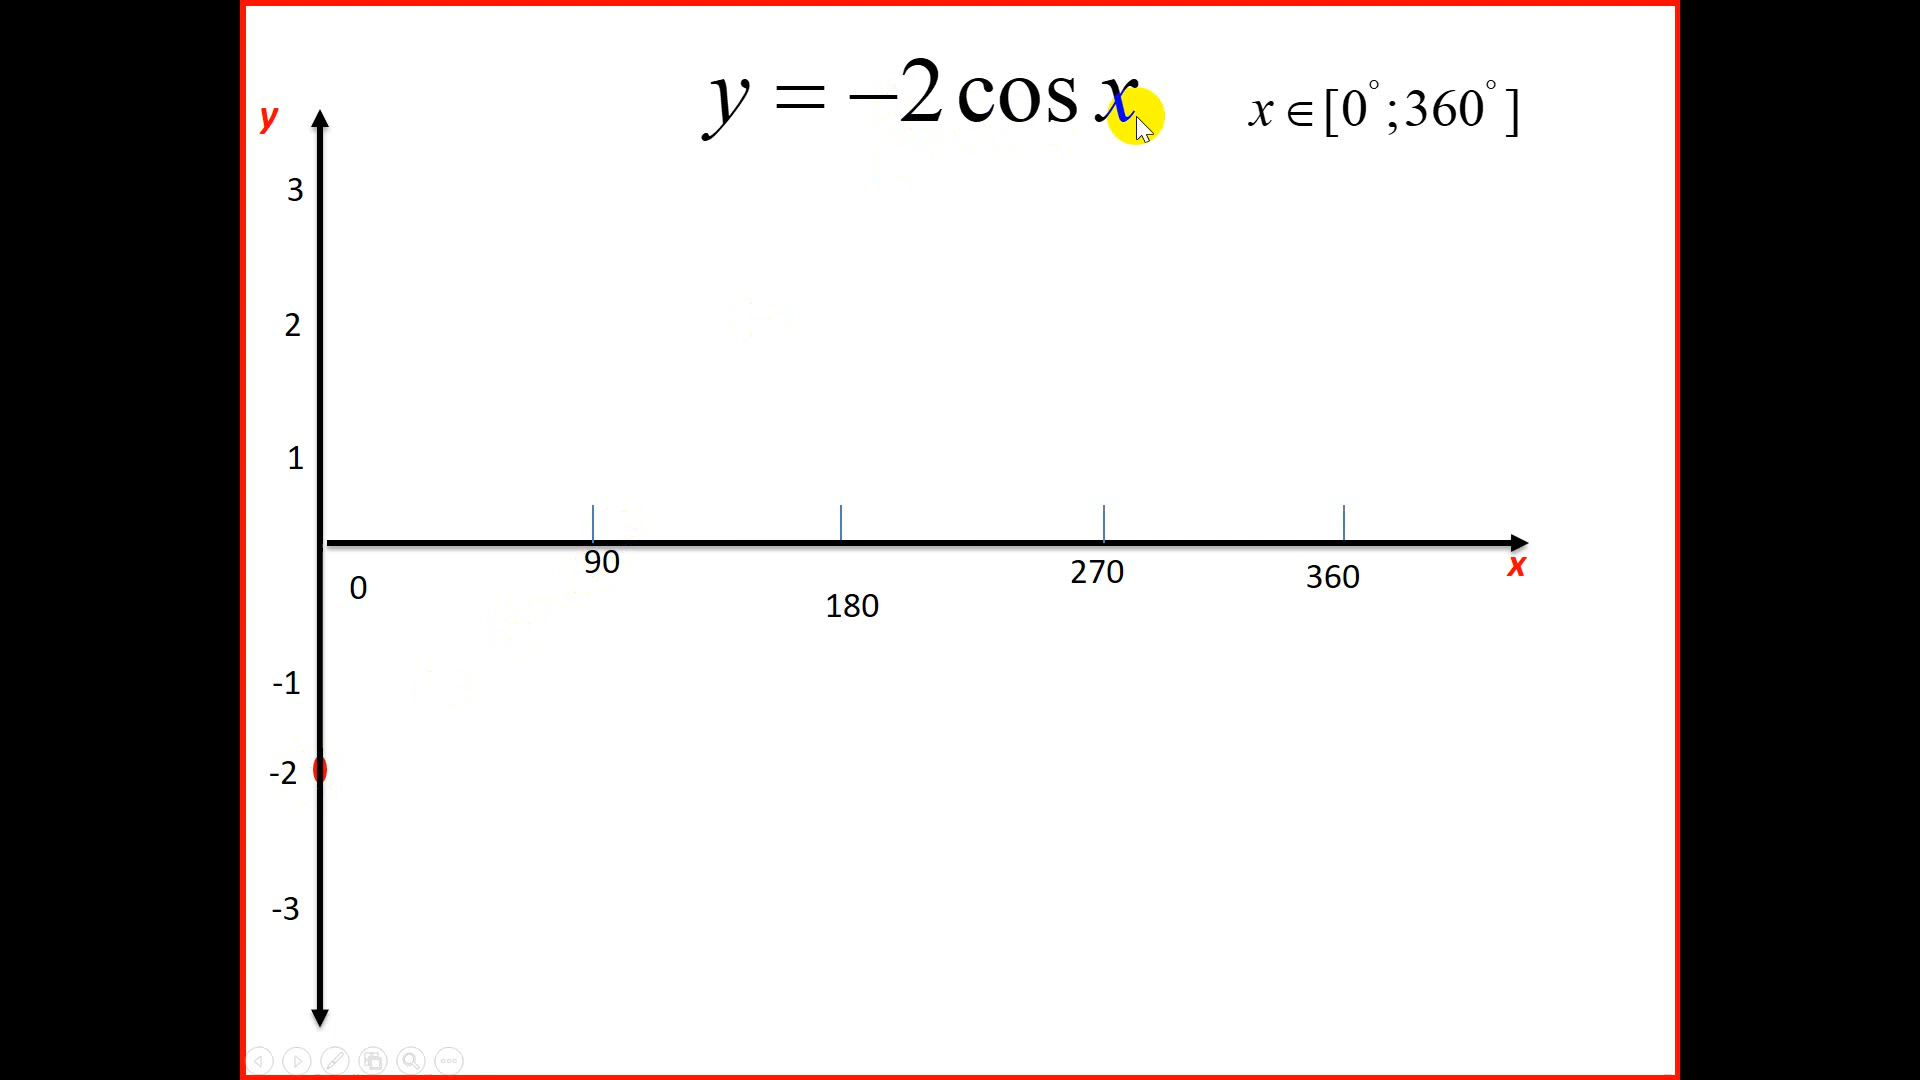 y = −2 cos x
x ∈ [0°; 360°]
y
3
2
1
90
270
360
x
0
180
-1
-2
-3